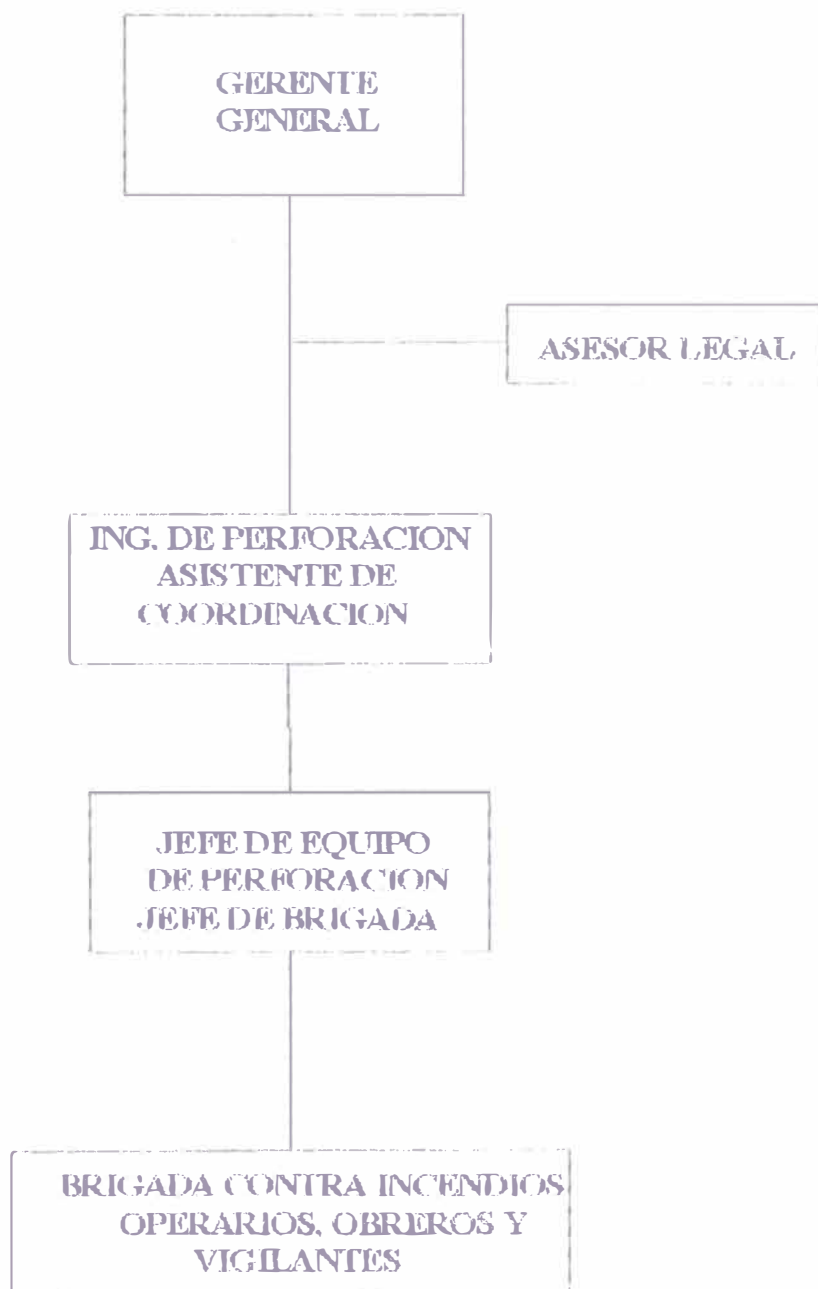 GERENTE
GENERAL
ASESOR LEGAL
ING. DE PERFORACION
ASISTENTE DE
COORDINACION
JEFE DE EQUIPO
DE PERFORACION
JEFE DE BRIGADA
BRIGADA CONTRA INCENDIOS
OPERARIOS, OBREROS Y
VIGILANTES